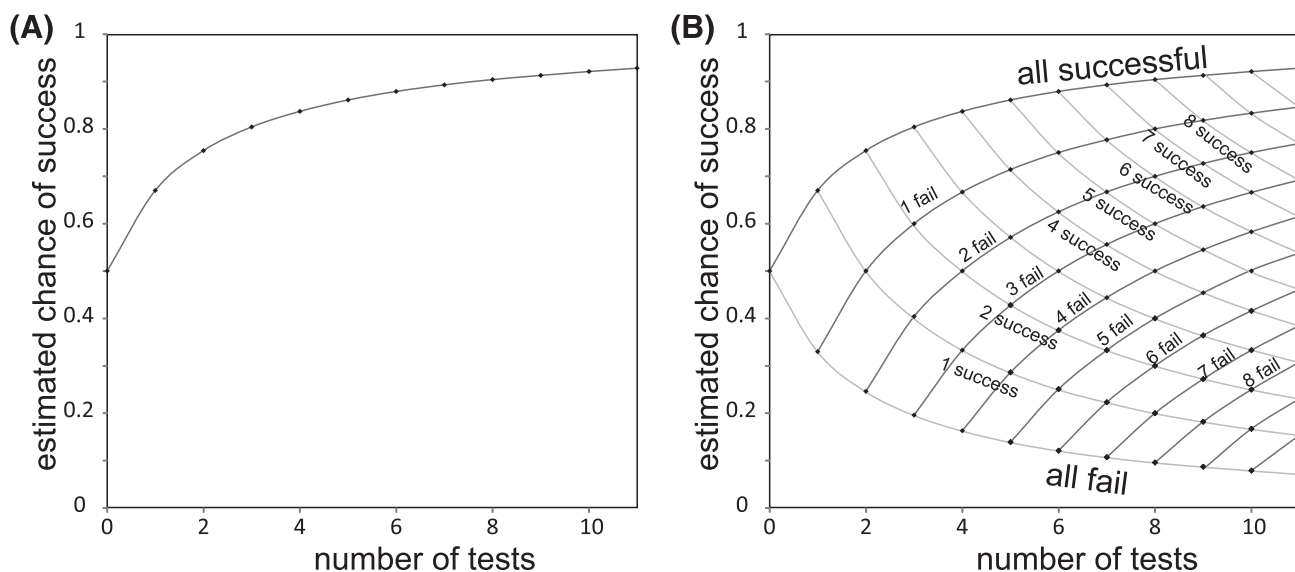 (A)
1
0.8
0.6
0.4
0.2
0
estimated chance of success
0 2 4 6 8 10
number of tests
(B)
1
0.8
0.6
0.4
0.2
0
estimated chance of success
all successful
8 success
7 success
6 success
5 success
4 success
2 success
1 success
1 fail
2 fail
3 fail
4 fail
5 fail
6 fail
7 fail
8 fail
all fail
0 2 4 6 8 10
number of tests